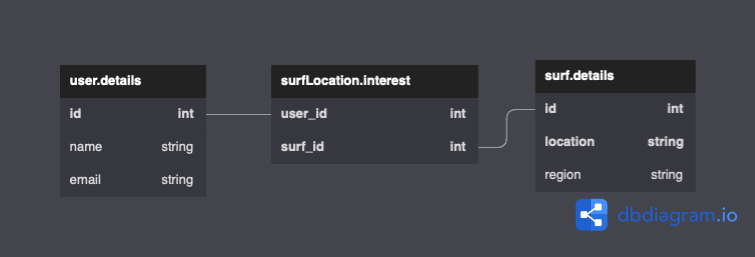 user.details
id int
name string
email string
surfLocation.interest
user_id int
surf_id int
surf.details
id int
location string
region string
dbdiagram.io